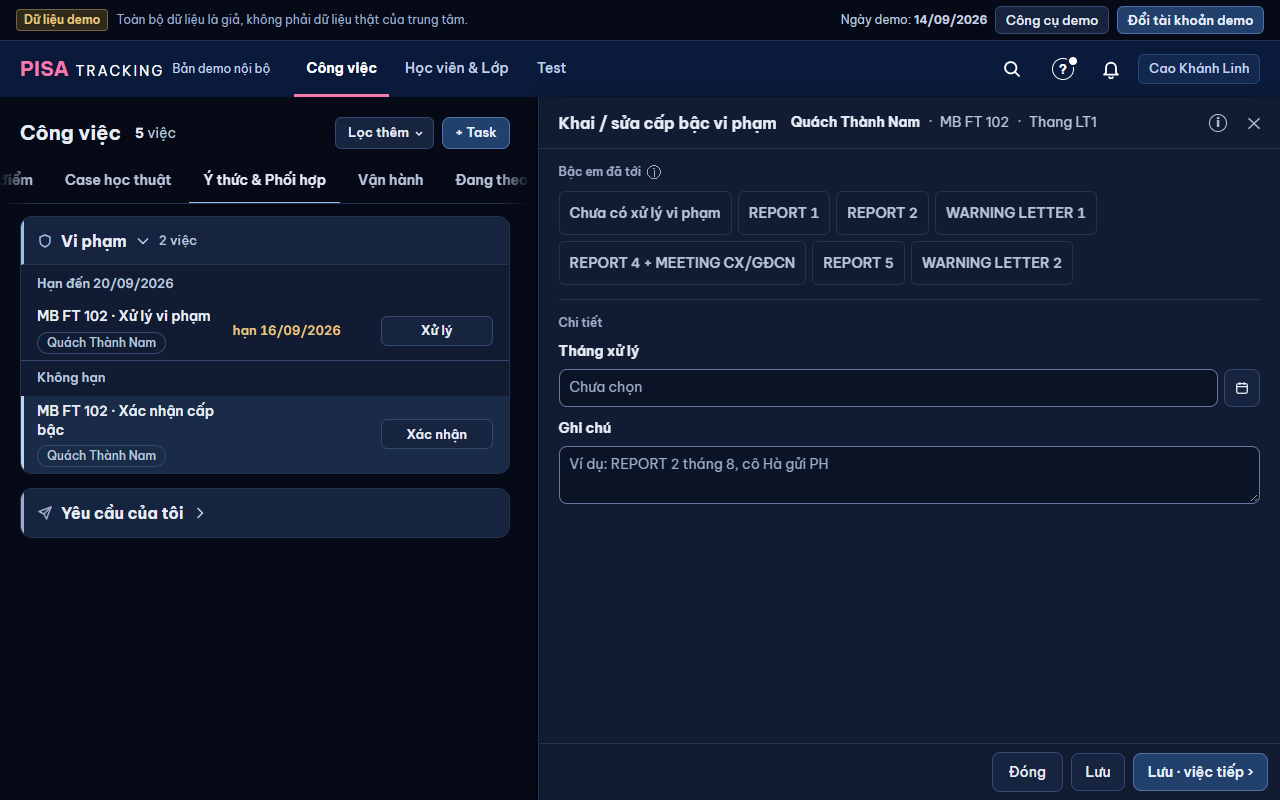 Dữ liệu demo Toàn bộ dữ liệu là giả, không phải dữ liệu thật của trung tâm. Ngày demo: 14/09/2026 Công cụ demo Đổi tài khoản demo
PISA TRACKING Bản demo nội bộ Công việc Học viên & Lớp Test ? Cao Khánh Linh
Công việc 5 việc Lọc thêm + Task
điểm Case học thuật Ý thức & Phối hợp Vận hành Đang theo
Vi phạm 2 việc
Hạn đến 20/09/2026
MB FT 102 · Xử lý vi phạm
Quách Thành Nam
hạn 16/09/2026
Xử lý
Không hạn
MB FT 102 · Xác nhận cấp
bậc
Quách Thành Nam
Xác nhận
Yêu cầu của tôi
Khai / sửa cấp bậc vi phạm Quách Thành Nam · MB FT 102 · Thang LT1
Bậc em đã tới
Chưa có xử lý vi phạm REPORT 1 REPORT 2 WARNING LETTER 1
REPORT 4 + MEETING CX/GĐCN REPORT 5 WARNING LETTER 2
Chi tiết
Tháng xử lý
Chưa chọn
Ghi chú
Ví dụ: REPORT 2 tháng 8, cô Hà gửi PH
Đóng Lưu Lưu · việc tiếp ›